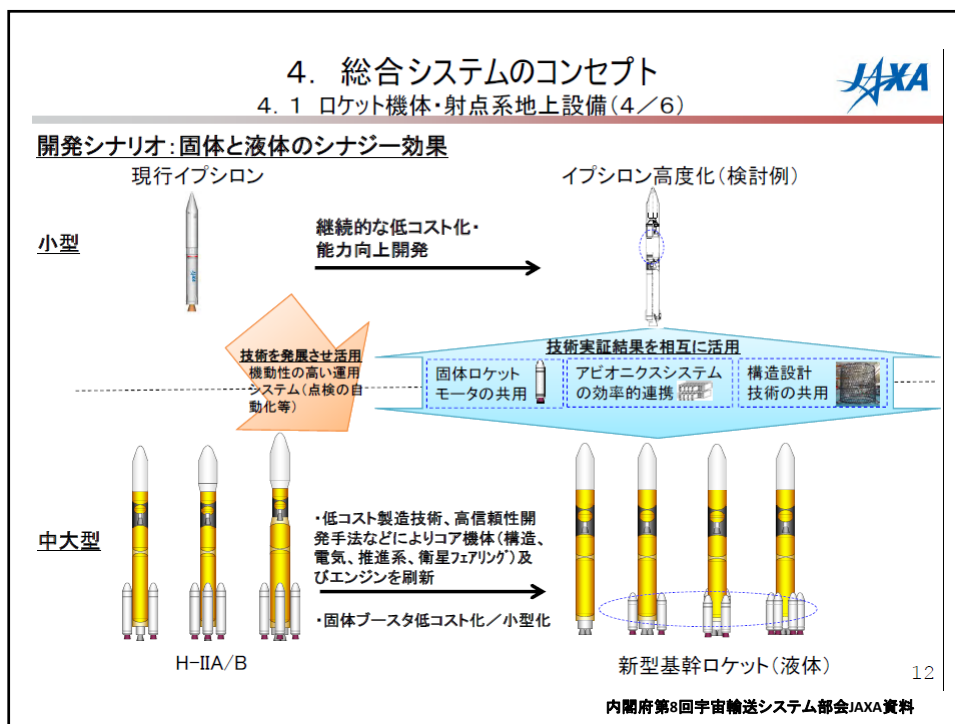 4. 総合システムのコンセプト
4.1 ロケット機体・射点系地上設備(4/6)
JAXA
開発シナリオ:固体と液体のシナジー効果
現行イプシロン
イプシロン高度化(検討例)
小型
継続的な低コスト化・
能力向上開発
技術を発展させ活用
機動性の高い運用
システム(点検の自
動化等)
技術実証結果を相互に活用
固体ロケット
モータの共用
アビオニクスシステム
の効率的連携
構造設計
技術の共用
中大型
・低コスト製造技術、高信頼性開
発手法などによりコア機体(構造、
電気、推進系、衛星フェアリング)及
びエンジンを刷新
・固体ブースタ低コスト化/小型化
H-IIA/B
新型基幹ロケット(液体)
12
内閣府第8回宇宙輸送システム部会JAXA資料